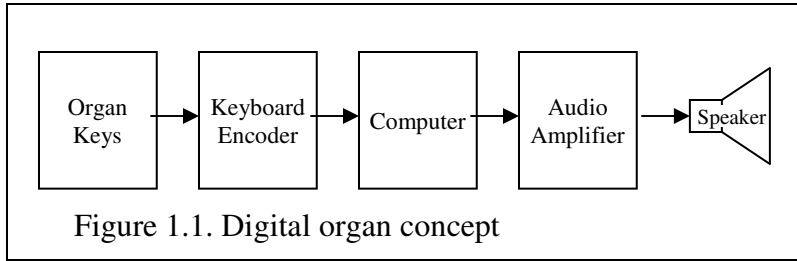 Organ
Keys
Keyboard
Encoder
Computer
Audio
Amplifier
Speaker
Figure 1.1. Digital organ concept